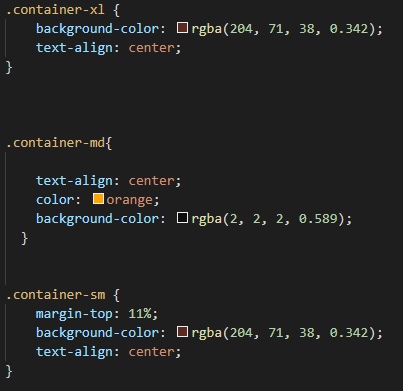 .container-xl {
    background-color: rgba(204, 71, 38, 0.342);
    text-align: center;
}
.container-md{
    text-align: center;
    color: orange;
    background-color: rgba(2, 2, 2, 0.589);
  }
.container-sm {
    margin-top: 11%;
    background-color: rgba(204, 71, 38, 0.342);
    text-align: center;
}